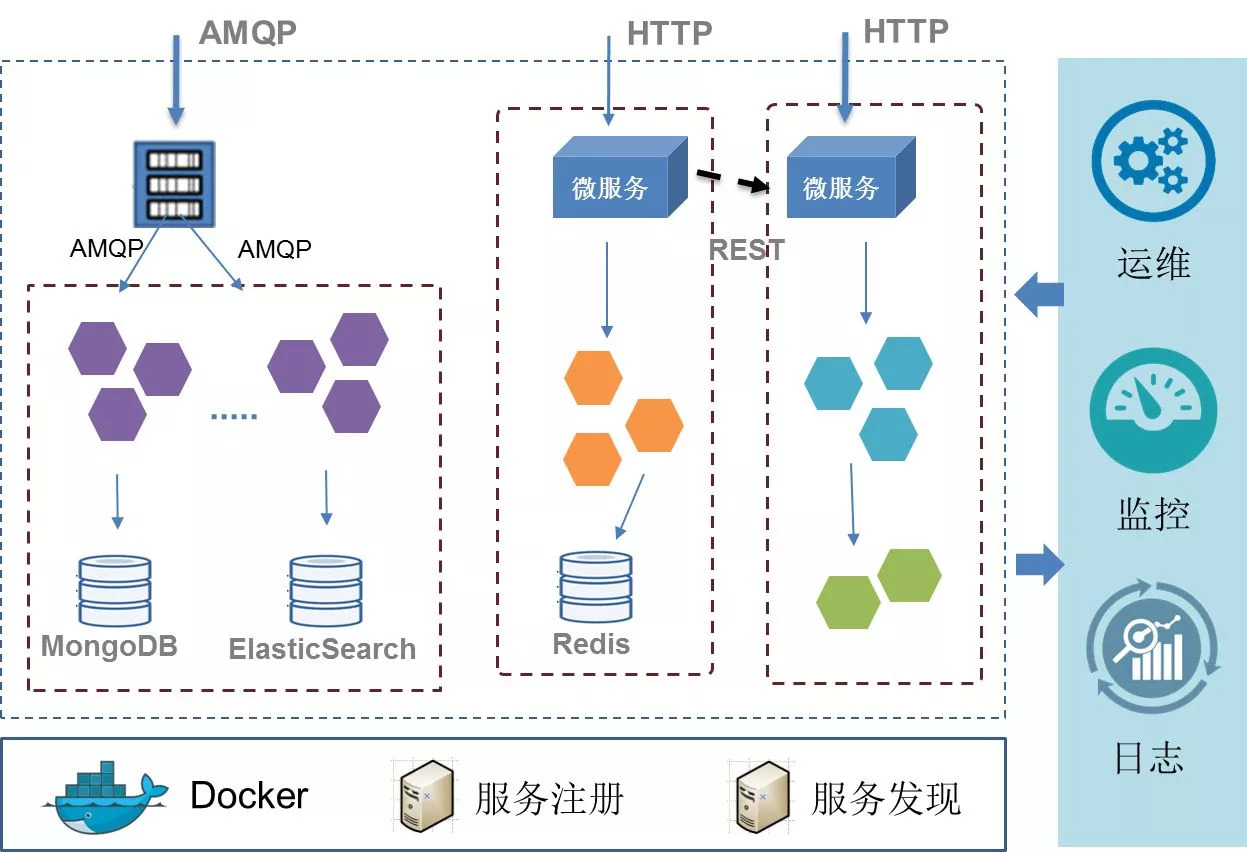 AMQP
HTTP
HTTP
微服务
微服务
AMQP
AMQP
REST
运维
.....
监控
MongoDB
ElasticSearch
Redis
日志
Docker
服务注册
服务发现